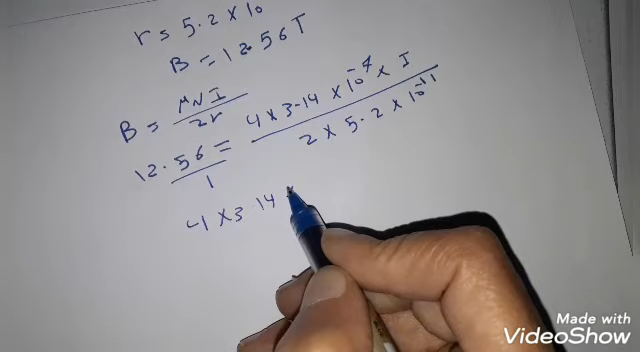 r = 5.2 × 10
B = 12.56 T
B = μNI / 2r
12.56 / 1 = 4 × 3.14 × 10⁻⁷ × I / 2 × 5.2 × 10⁻¹¹
4 × 3.14
Made with
VideoShow